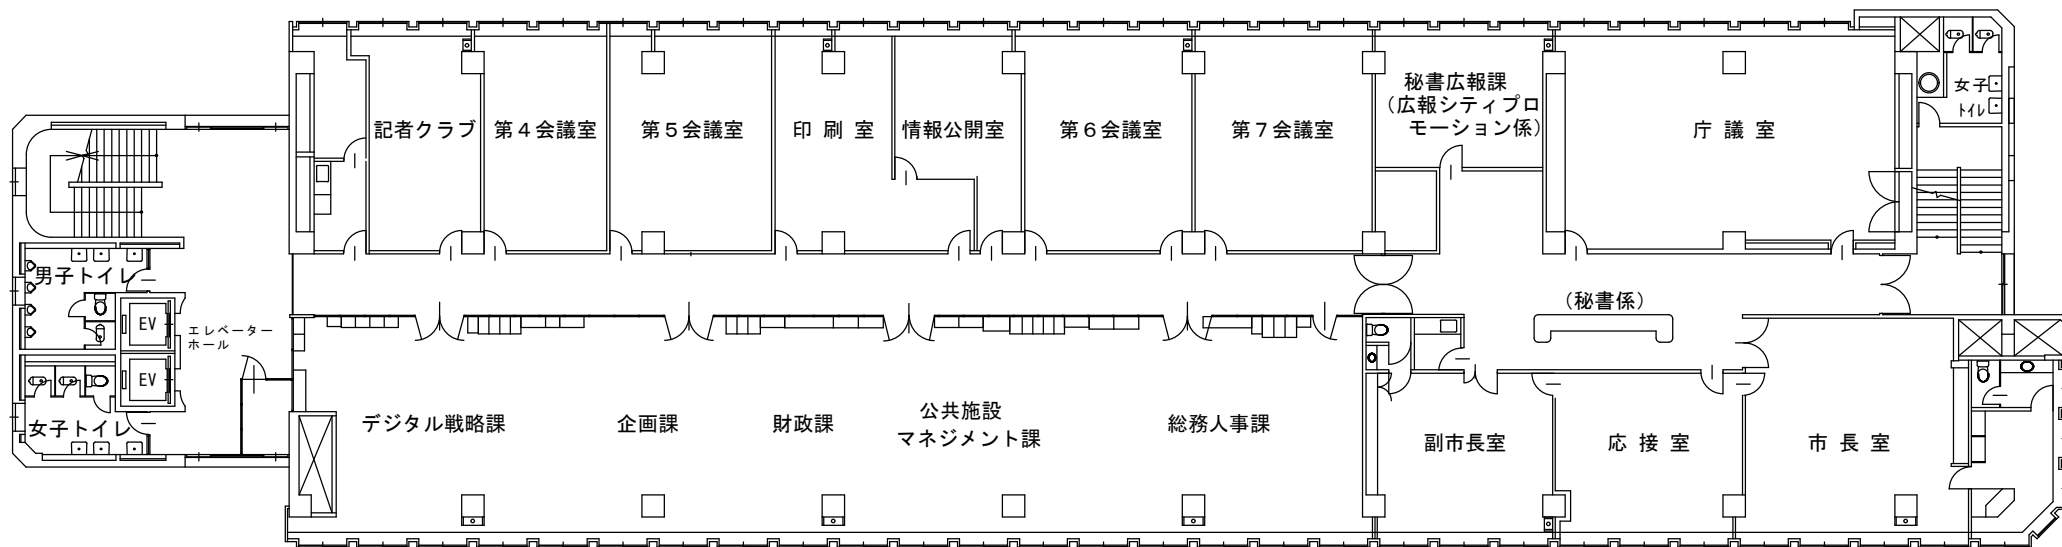 記者クラブ
第4会議室
第5会議室
印刷室
情報公開室
第6会議室
第7会議室
秘書広報課
(広報シティプロ
モーション係)
庁議室
女子
トイレ
男子トイレ
EV
エレベーター
ホール
EV
女子トイレ
(秘書係)
デジタル戦略課
企画課
財政課
公共施設
マネジメント課
総務人事課
副市長室
応接室
市長室